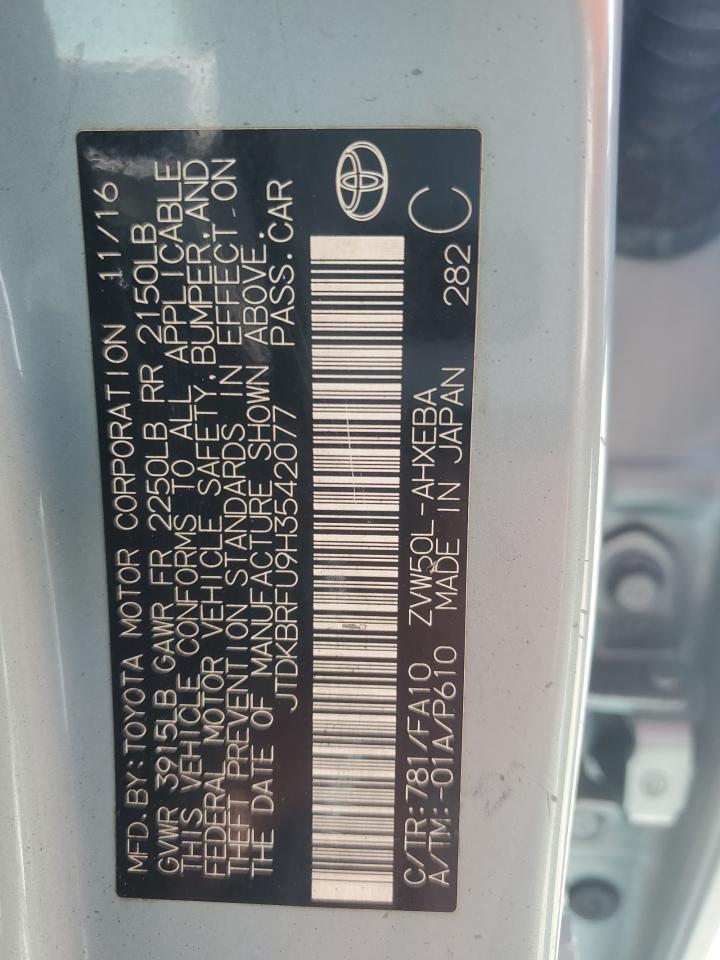 MFD. BY: TOYOTA MOTOR CORPORATION 11/16
GVWR 3915LB GAWR FR 2250LB RR 2150LB
THIS VEHICLE CONFORMS TO ALL APPLICABLE
FEDERAL MOTOR VEHICLE SAFETY, BUMPER, AND
THEFT PREVENTION STANDARDS IN EFFECT ON
THE DATE OF MANUFACTURE SHOWN ABOVE.
JTDKBRFU9H3542077 PASS. CAR
C/TR: 781/FA10 ZVW50L-AHXEBA
A/TM: -01A/P610 MADE IN JAPAN 282 C